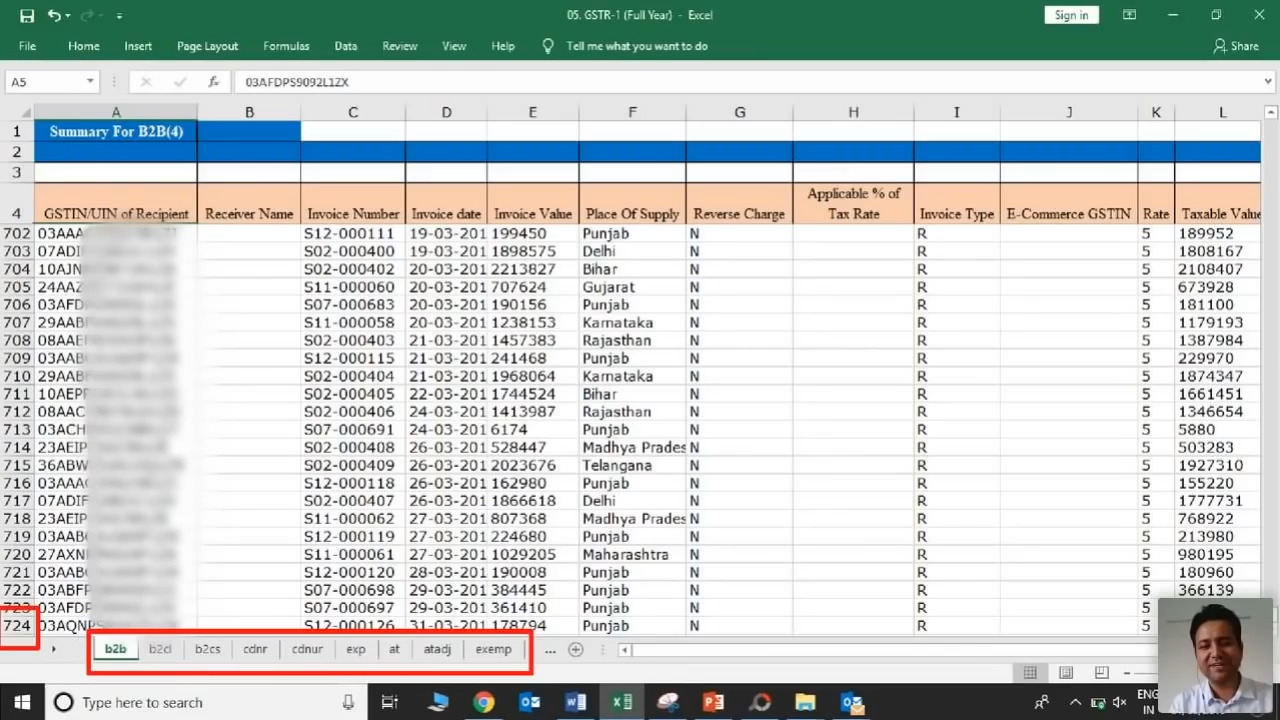 05. GSTR-1 (Full Year) - Excel
Sign in
File Home Insert Page Layout Formulas Data Review View Help Tell me what you want to do Share
A5 fx 03AFDPS9092L1ZX
A B C D E F G H I J K L
1 Summary For B2B(4)
2
3
4 GSTIN/UIN of Recipient Receiver Name Invoice Number Invoice date Invoice Value Place Of Supply Reverse Charge Applicable % of Tax Rate Invoice Type E-Commerce GSTIN Rate Taxable Value
702 03AAA S12-000111 19-03-201 199450 Punjab N R 5 189952
703 07ADI S02-000400 19-03-201 1898575 Delhi N R 5 1808167
704 10AJN S02-000402 20-03-201 2213827 Bihar N R 5 2108407
705 24AAZ S11-000060 20-03-201 707624 Gujarat N R 5 673928
706 03AFD S07-000683 20-03-201 190156 Punjab N R 5 181100
707 29AAB S11-000058 20-03-201 1238153 Karnataka N R 5 1179193
708 08AAE S02-000403 21-03-201 1457383 Rajasthan N R 5 1387984
709 03AAB S12-000115 21-03-201 241468 Punjab N R 5 229970
710 29AAB S02-000404 21-03-201 1968064 Karnataka N R 5 1874347
711 10AEP S02-000405 22-03-201 1744524 Bihar N R 5 1661451
712 08AAC S02-000406 24-03-201 1413987 Rajasthan N R 5 1346654
713 03ACH S07-000691 24-03-201 6174 Punjab N R 5 5880
714 23AEIP S02-000408 26-03-201 528447 Madhya Prades N R 5 503283
715 36ABW S02-000409 26-03-201 2023676 Telangana N R 5 1927310
716 03AAA S12-000118 26-03-201 162980 Punjab N R 5 155220
717 07ADIF S02-000407 26-03-201 1866618 Delhi N R 5 1777731
718 23AEIP S11-000062 27-03-201 807368 Madhya Prades N R 5 768922
719 03AAB S12-000119 27-03-201 224680 Punjab N R 5 213980
720 27AXN S11-000061 27-03-201 1029205 Maharashtra N R 5 980195
721 03AAB S12-000120 28-03-201 190008 Punjab N R 5 180960
722 03ABFP S07-000698 29-03-201 384445 Punjab N R 5 366139
723 03AFDP S07-000697 29-03-201 361410 Punjab N R 5
724 03AQNP S12-000126 31-03-201 178794 Punjab N R 5
b2b b2cl b2cs cdnr cdnur exp at atadj exemp ...
Type here to search ENG
IN